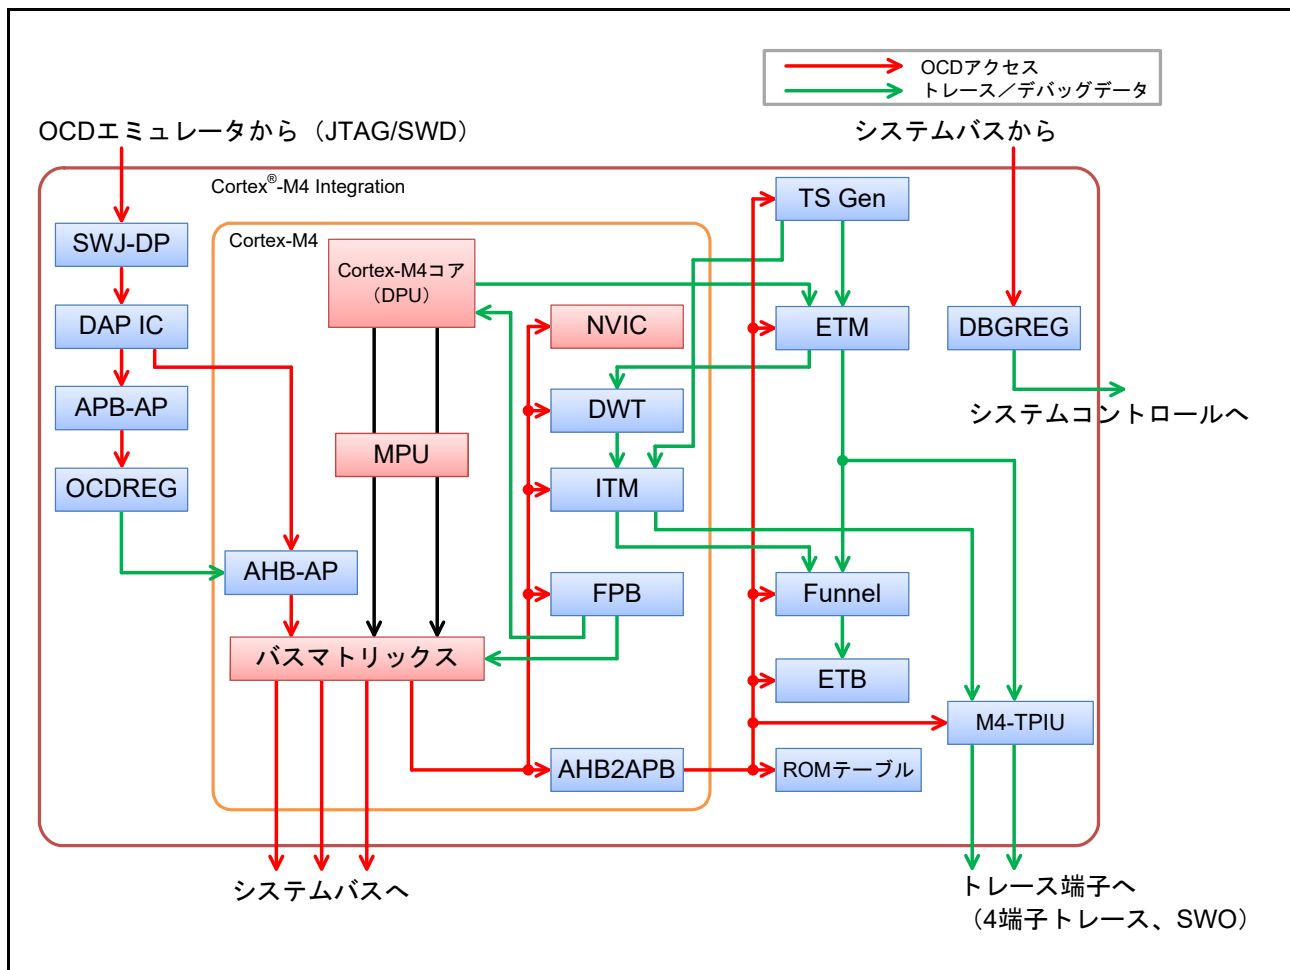 OCDアクセス
トレース／デバッグデータ
OCDエミュレータから（JTAG/SWD）
システムバスから
Cortex®-M4 Integration
TS Gen
SWJ-DP
Cortex-M4
Cortex-M4コア
（DPU）
DAP IC
NVIC
ETM
DBGREG
APB-AP
DWT
システムコントロールへ
MPU
OCDREG
ITM
AHB-AP
FPB
Funnel
バスマトリックス
ETB
M4-TPIU
AHB2APB
ROMテーブル
システムバスへ
トレース端子へ
（4端子トレース、SWO）